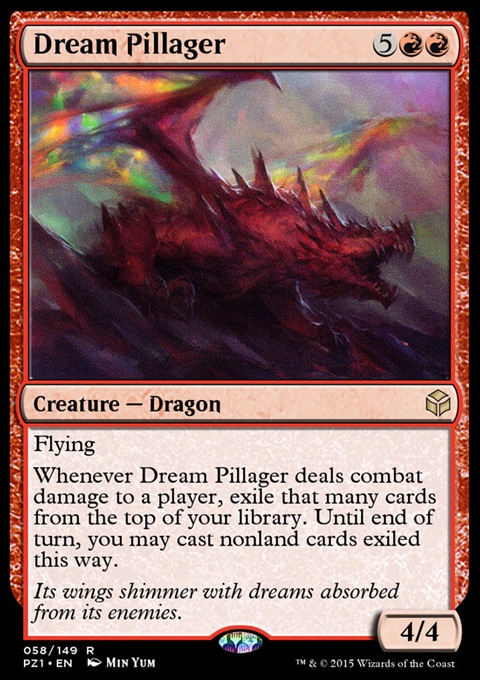 Dream Pillager 5
Creature — Dragon
Flying
Whenever Dream Pillager deals combat
damage to a player, exile that many cards
from the top of your library. Until end of
turn, you may cast nonland cards exiled
this way.
Its wings shimmer with dreams absorbed
from its enemies.
4/4
058/149 R
PZ1 • EN Min Yum
™ & © 2015 Wizards of the Coast